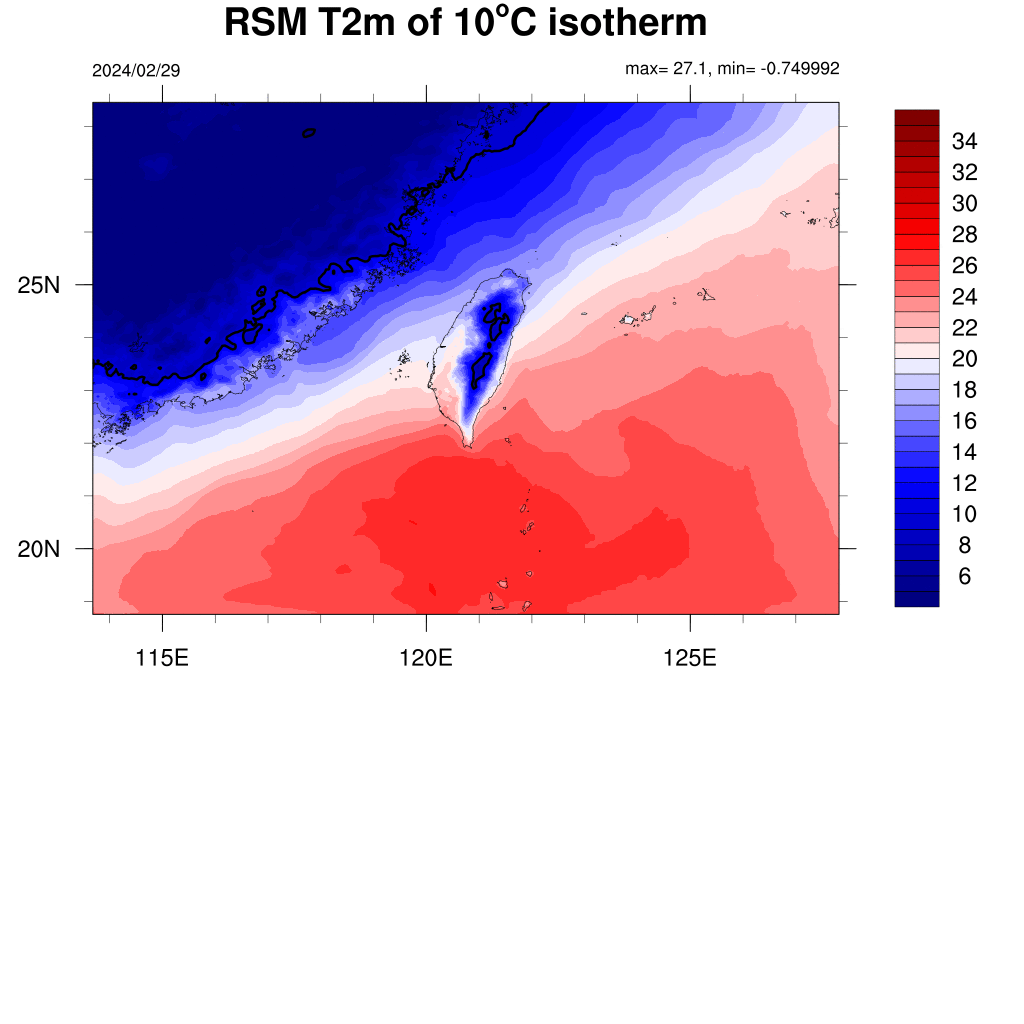 RSM T2m of 10°C isotherm
2024/02/29
max= 27.1, min= -0.749992
34
32
30
28
26
24
22
20
18
16
14
12
10
8
6
25N
20N
115E
120E
125E